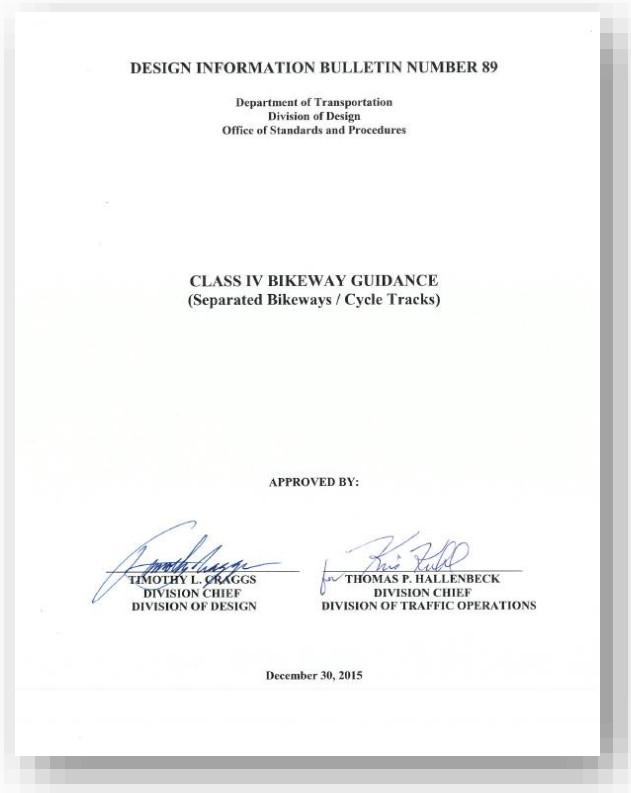 DESIGN INFORMATION BULLETIN NUMBER 89
Department of Transportation
Division of Design
Office of Standards and Procedures
CLASS IV BIKEWAY GUIDANCE
(Separated Bikeways / Cycle Tracks)
APPROVED BY:
TIMOTHY L. CRAGGS
DIVISION CHIEF
DIVISION OF DESIGN
for THOMAS P. HALLENBECK
DIVISION CHIEF
DIVISION OF TRAFFIC OPERATIONS
December 30, 2015